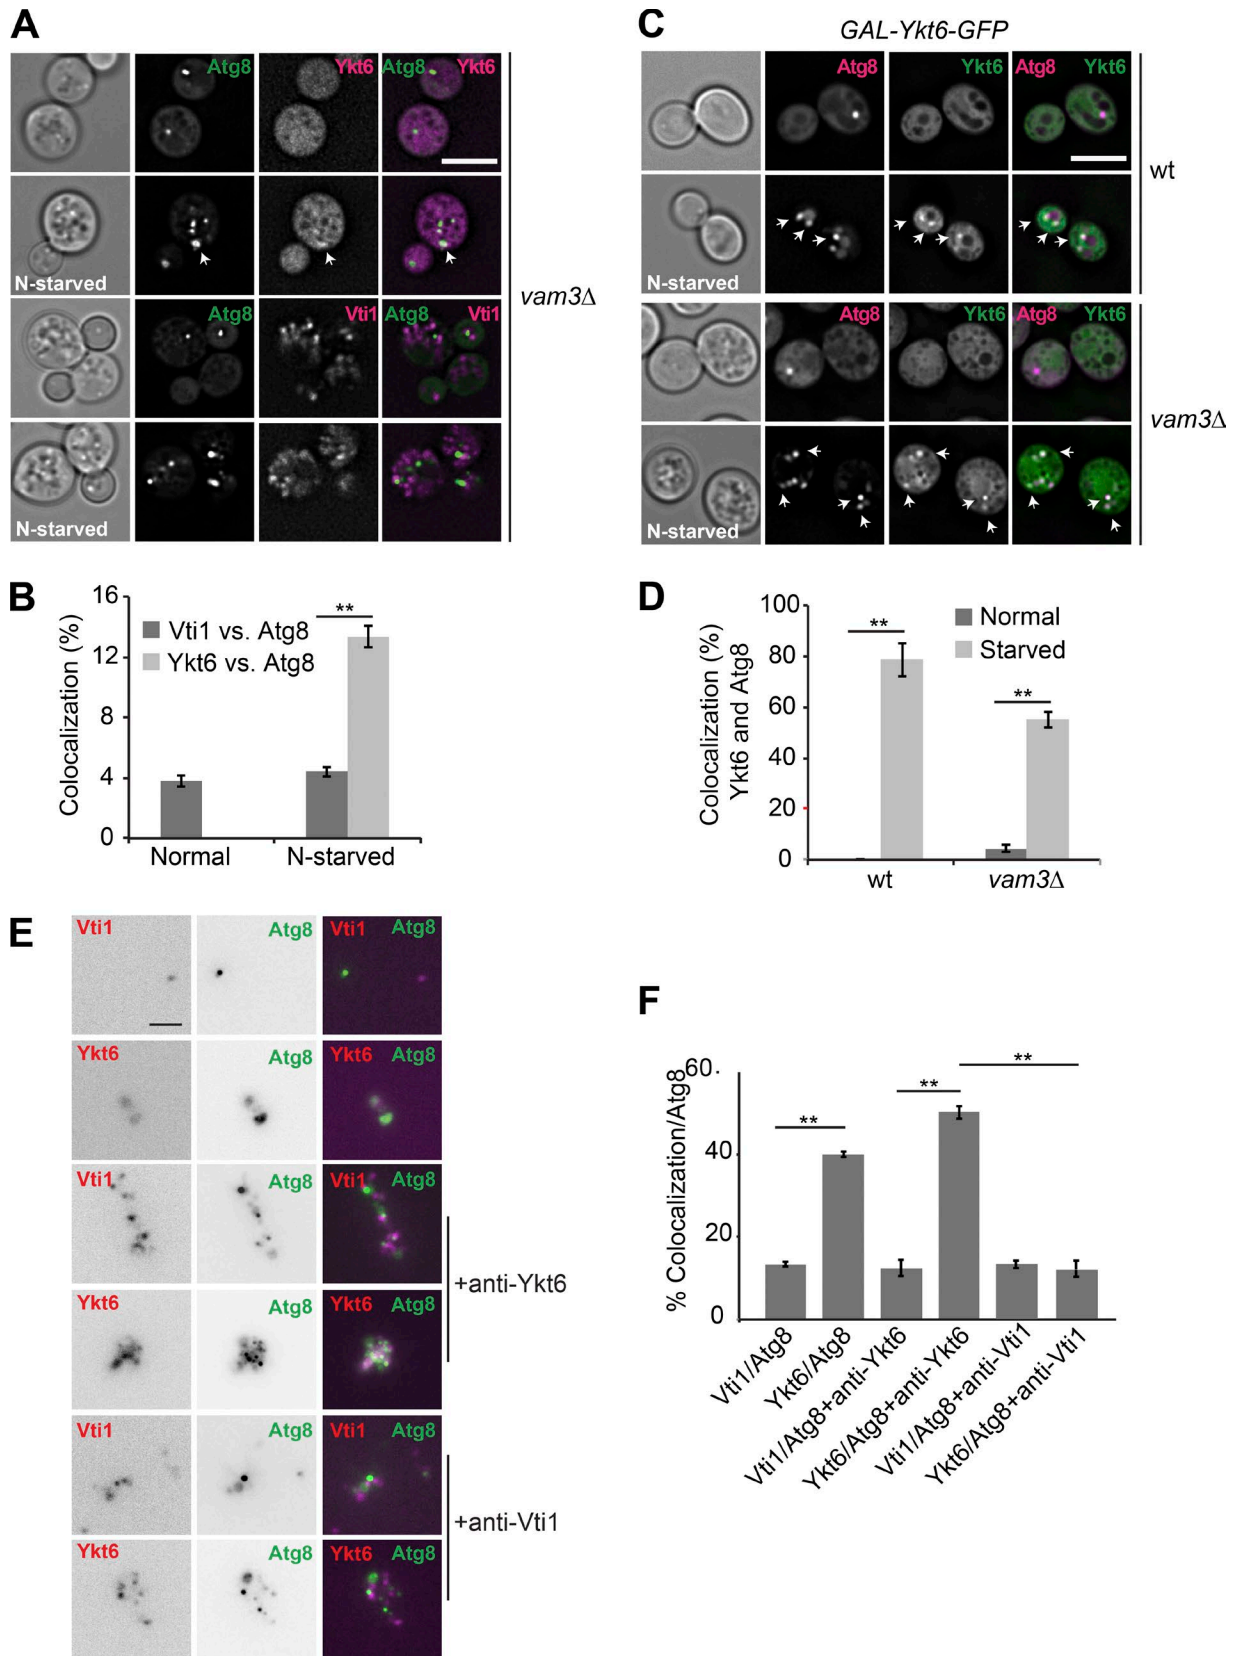 A
Atg8
Ykt6
Atg8 Ykt6
N-starved
Atg8
Vti1
Atg8 Vti1
N-starved
vam3Δ
C
GAL-Ykt6-GFP
Atg8
Ykt6
Atg8 Ykt6
N-starved
wt
Atg8
Ykt6
Atg8 Ykt6
N-starved
vam3Δ
B
Colocalization (%)
16
12
8
4
0
Vti1 vs. Atg8
Ykt6 vs. Atg8
**
Normal
N-starved
D
Colocalization (%)
Ykt6 and Atg8
100
80
60
40
20
0
Normal
Starved
**
**
wt
vam3Δ
E
Vti1
Atg8
Vti1 Atg8
Ykt6
Atg8
Ykt6 Atg8
Vti1
Atg8
Vti1 Atg8
Ykt6
Atg8
Ykt6 Atg8
+anti-Ykt6
Vti1
Atg8
Vti1 Atg8
Ykt6
Atg8
Ykt6 Atg8
+anti-Vti1
F
% Colocalization/Atg8
60
40
20
0
**
**
**
Vti1/Atg8
Ykt6/Atg8
Vti1/Atg8+anti-Ykt6
Ykt6/Atg8+anti-Ykt6
Vti1/Atg8+anti-Vti1
Ykt6/Atg8+anti-Vti1